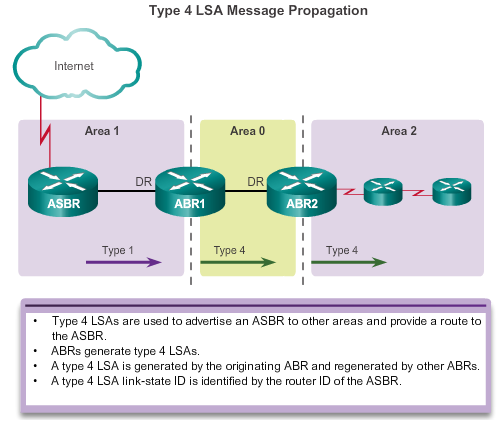 Type 4 LSA Message Propagation
Internet
Area 1
Area 0
Area 2
DR
DR
ASBR
ABR1
ABR2
Type 1
Type 4
Type 4
• Type 4 LSAs are used to advertise an ASBR to other areas and provide a route to
the ASBR.
• ABRs generate type 4 LSAs.
• A type 4 LSA is generated by the originating ABR and regenerated by other ABRs.
• A type 4 LSA link-state ID is identified by the router ID of the ASBR.